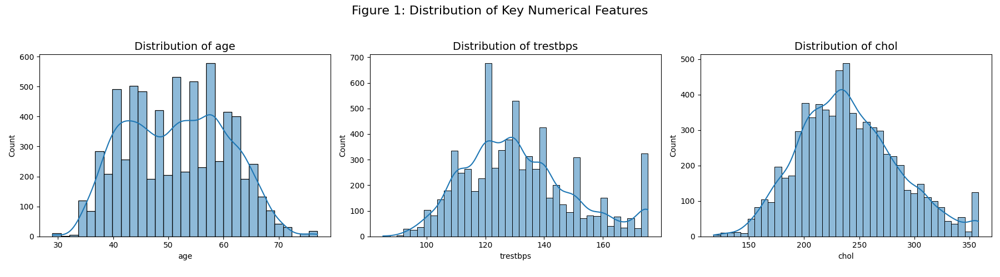 Figure 1: Distribution of Key Numerical Features
Distribution of age
600
500
400
300
200
100
0
Count
30 40 50 60 70
age
Distribution of trestbps
700
600
500
400
300
200
100
0
Count
100 120 140 160
trestbps
Distribution of chol
500
400
300
200
100
0
Count
150 200 250 300 350
chol